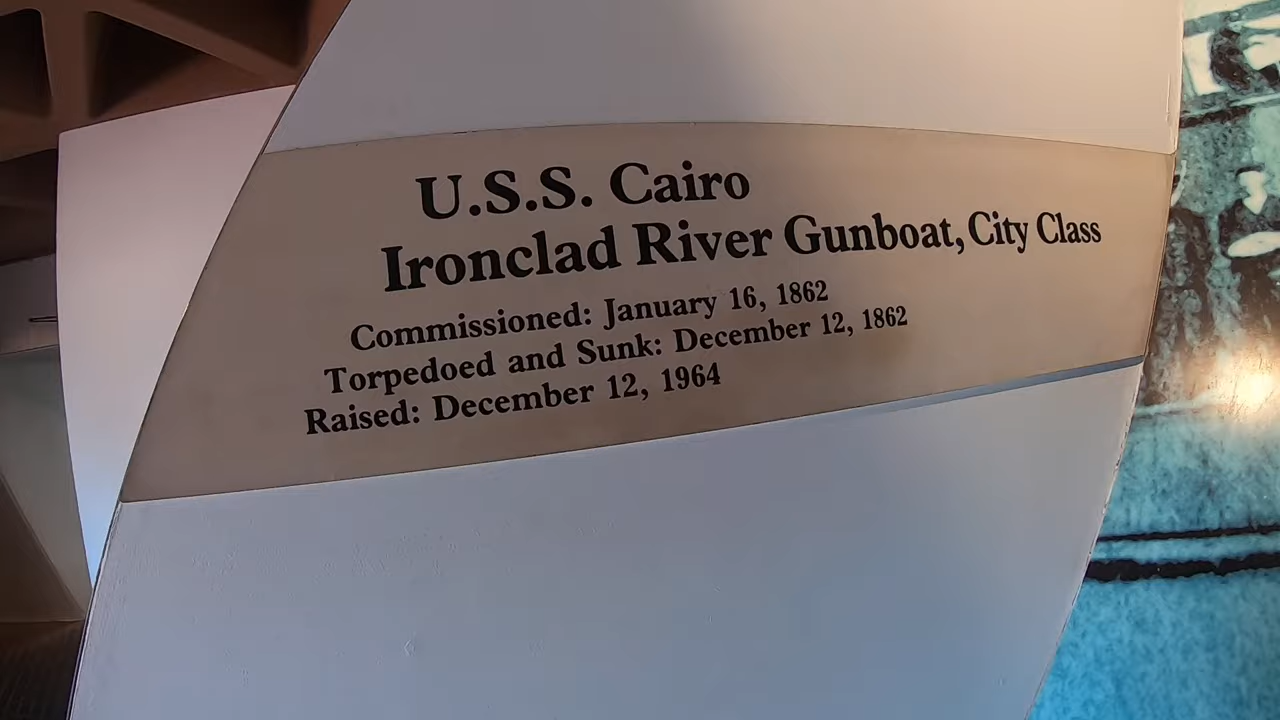 U.S.S. Cairo
Ironclad River Gunboat, City Class
Commissioned: January 16, 1862
Torpedoed and Sunk: December 12, 1862
Raised: December 12, 1964